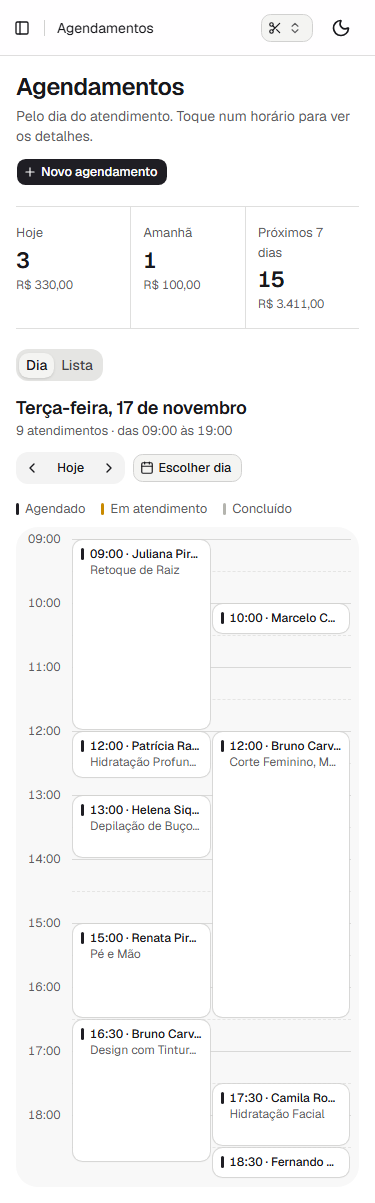 Agendamentos
Agendamentos
Pelo dia do atendimento. Toque num horário para ver
os detalhes.
+ Novo agendamento
Hoje
3
R$ 330,00
Amanhã
1
R$ 100,00
Próximos 7
dias
15
R$ 3.411,00
Dia Lista
Terça-feira, 17 de novembro
9 atendimentos · das 09:00 às 19:00
Hoje
Escolher dia
Agendado Em atendimento Concluído
09:00
09:00 · Juliana Pir...
Retoque de Raiz
10:00
10:00 · Marcelo C...
11:00
12:00
12:00 · Patrícia Ra...
Hidratação Profun...
12:00 · Bruno Carv...
Corte Feminino, M...
13:00
13:00 · Helena Siq...
Depilação de Buço...
14:00
15:00
15:00 · Renata Pir...
Pé e Mão
16:00
16:30 · Bruno Carv...
Design com Tintur...
17:00
17:30 · Camila Ro...
Hidratação Facial
18:00
18:30 · Fernando ...